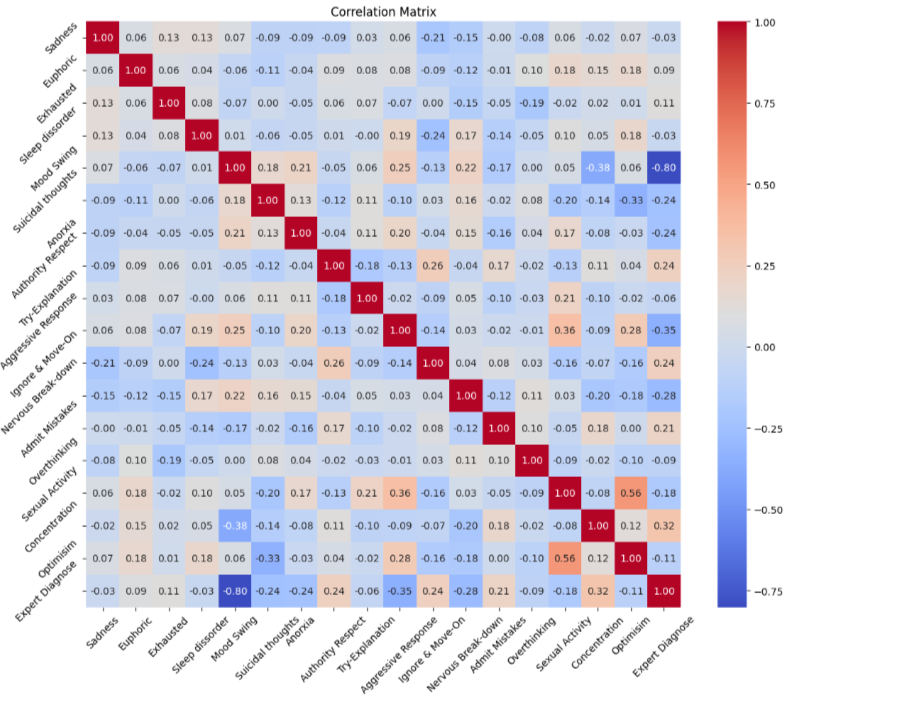 Correlation Matrix
Sadness 1.00 0.06 0.13 0.13 0.07 -0.09 -0.09 -0.09 0.03 0.06 -0.21 -0.15 -0.00 -0.08 0.06 -0.02 0.07 -0.03
Euphoric 0.06 1.00 0.06 0.04 -0.06 -0.11 -0.04 0.09 0.08 0.08 -0.09 -0.12 -0.01 0.10 0.18 0.15 0.18 0.09
Exhausted 0.13 0.06 1.00 0.08 -0.07 0.00 -0.05 0.06 0.07 -0.07 0.00 -0.15 -0.05 -0.19 -0.02 0.02 0.01 0.11
Sleep dissorder 0.13 0.04 0.08 1.00 0.01 -0.06 -0.05 0.01 -0.00 0.19 -0.24 0.17 -0.14 -0.05 0.10 0.05 0.18 -0.03
Mood Swing 0.07 -0.06 -0.07 0.01 1.00 0.18 0.21 -0.05 0.06 0.25 -0.13 0.22 -0.17 0.00 0.05 -0.38 0.06 -0.80
Suicidal thoughts -0.09 -0.11 0.00 -0.06 0.18 1.00 0.13 -0.12 0.11 -0.10 0.03 0.16 -0.02 0.08 -0.20 -0.14 -0.33 -0.24
Anorxia -0.09 -0.04 -0.05 -0.05 0.21 0.13 1.00 -0.04 0.11 0.20 -0.04 0.15 -0.16 0.04 0.17 -0.08 -0.03 -0.24
Authority Respect -0.09 0.09 0.06 0.01 -0.05 -0.12 -0.04 1.00 -0.18 -0.13 0.26 -0.04 0.17 -0.02 -0.13 0.11 0.04 0.24
Try-Explanation 0.03 0.08 0.07 -0.00 0.06 0.11 0.11 -0.18 1.00 -0.02 -0.09 0.05 -0.10 -0.03 0.21 -0.10 -0.02 -0.06
Aggressive Response 0.06 0.08 -0.07 0.19 0.25 -0.10 0.20 -0.13 -0.02 1.00 -0.14 0.03 -0.02 -0.01 0.36 -0.09 0.28 -0.35
Ignore & Move-On -0.21 -0.09 0.00 -0.24 -0.13 0.03 -0.04 0.26 -0.09 -0.14 1.00 0.04 0.08 0.03 -0.16 -0.07 -0.16 0.24
Nervous Break-down -0.15 -0.12 -0.15 0.17 0.22 0.16 0.15 -0.04 0.05 0.03 0.04 1.00 -0.12 0.11 0.03 -0.20 -0.18 -0.28
Admit Mistakes -0.00 -0.01 -0.05 -0.14 -0.17 -0.02 -0.16 0.17 -0.10 -0.02 0.08 -0.12 1.00 0.10 -0.05 0.18 0.00 0.21
Overthinking -0.08 0.10 -0.19 -0.05 0.00 0.08 0.04 -0.02 -0.03 -0.01 0.03 0.11 0.10 1.00 -0.09 -0.02 -0.10 -0.09
Sexual Activity 0.06 0.18 -0.02 0.10 0.05 -0.20 0.17 -0.13 0.21 0.36 -0.16 0.03 -0.05 -0.09 1.00 -0.08 0.56 -0.18
Concentration -0.02 0.15 0.02 0.05 -0.38 -0.14 -0.08 0.11 -0.10 -0.09 -0.07 -0.20 0.18 -0.02 -0.08 1.00 0.12 0.32
Optimisim 0.07 0.18 0.01 0.18 0.06 -0.33 -0.03 0.04 -0.02 0.28 -0.16 -0.18 0.00 -0.10 0.56 0.12 1.00 -0.11
Expert Diagnose -0.03 0.09 0.11 -0.03 -0.80 -0.24 -0.24 0.24 -0.06 -0.35 0.24 -0.28 0.21 -0.09 -0.18 0.32 -0.11 1.00
Sadness
Euphoric
Exhausted
Sleep dissorder
Mood Swing
Suicidal thoughts
Anorxia
Authority Respect
Try-Explanation
Aggressive Response
Ignore & Move-On
Nervous Break-down
Admit Mistakes
Overthinking
Sexual Activity
Concentration
Optimisim
Expert Diagnose
1.00
0.75
0.50
0.25
0.00
−0.25
−0.50
−0.75